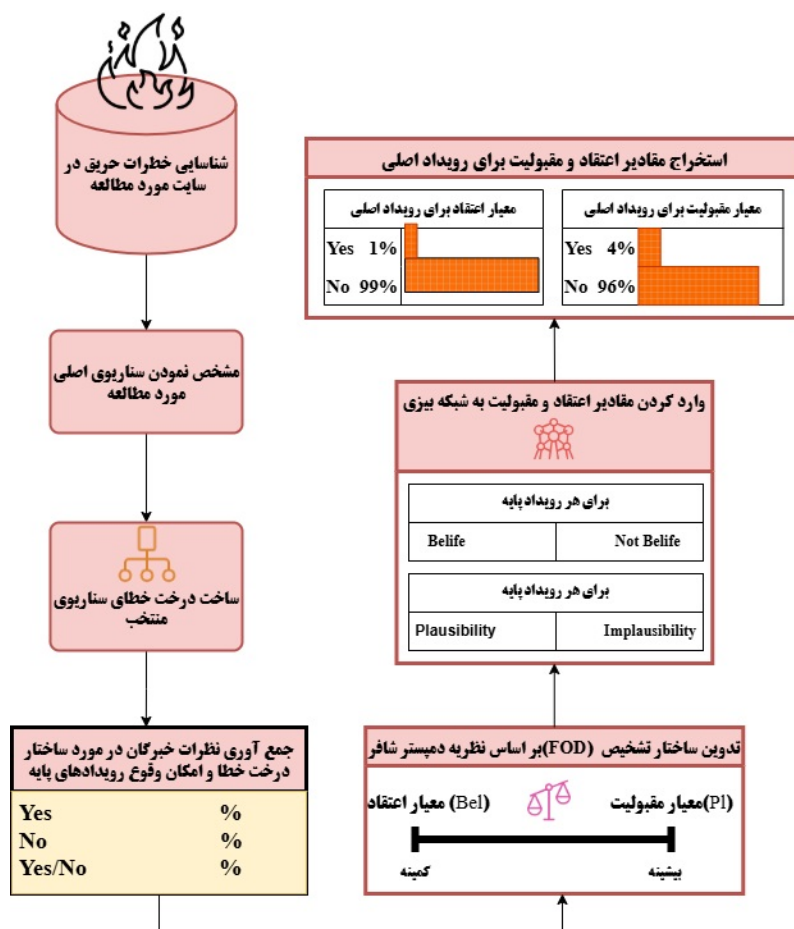 شناسایی خطرات حریق در
سایت مورد مطالعه
مشخص نمودن سناریوی اصلی
مورد مطالعه
ساخت درخت خطای سناریوی
منتخب
جمع آوری نظرات خبرگان در مورد ساختار
درخت خطا و امکان وقوع رویدادهای پایه
Yes %
No %
Yes/No %
تدوین ساختار تشخیص (FOD)بر اساس نظریه دمپستر شافر
(Pl)معیار مقبولیت
(Bel) معیار اعتقاد
بیشینه
کمینه
وارد کردن مقادیر اعتقاد و مقبولیت به شبکه بیزی
برای هر رویداد پایه
Belife Not Belife
برای هر رویداد پایه
Plausibility Implausibility
استخراج مقادیر اعتقاد و مقبولیت برای رویداد اصلی
معیار مقبولیت برای رویداد اصلی
Yes 4%
No 96%
معیار اعتقاد برای رویداد اصلی
Yes 1%
No 99%